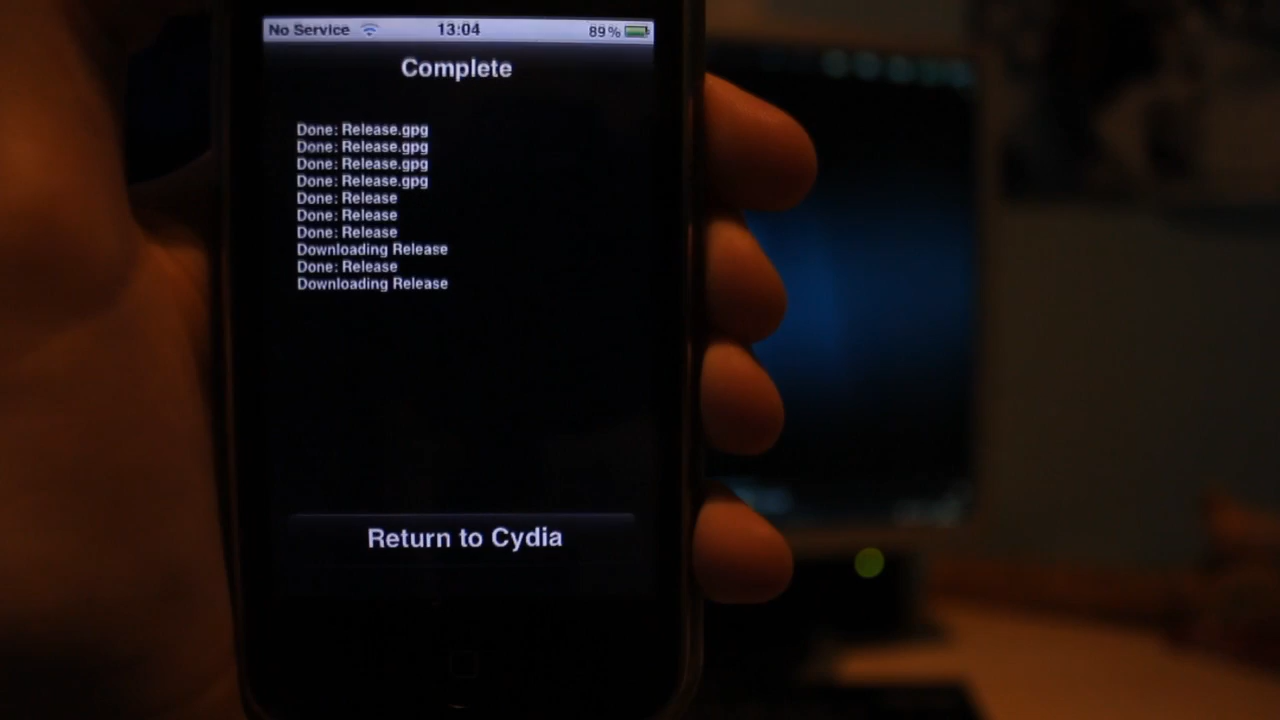 No Service 13:04 89%
Complete
Done: Release.gpg
Done: Release.gpg
Done: Release.gpg
Done: Release.gpg
Done: Release
Done: Release
Done: Release
Downloading Release
Done: Release
Downloading Release
Return to Cydia